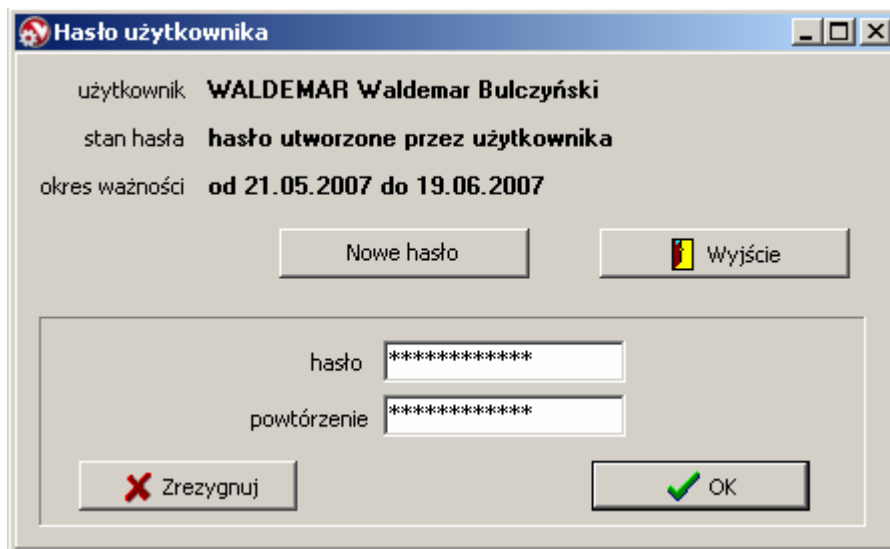 Hasło użytkownika
użytkownik WALDEMAR Waldemar Bulczyński
stan hasła hasło utworzone przez użytkownika
okres ważności od 21.05.2007 do 19.06.2007
Nowe hasło Wyjście
hasło ************
powtórzenie ************
Zrezygnuj OK